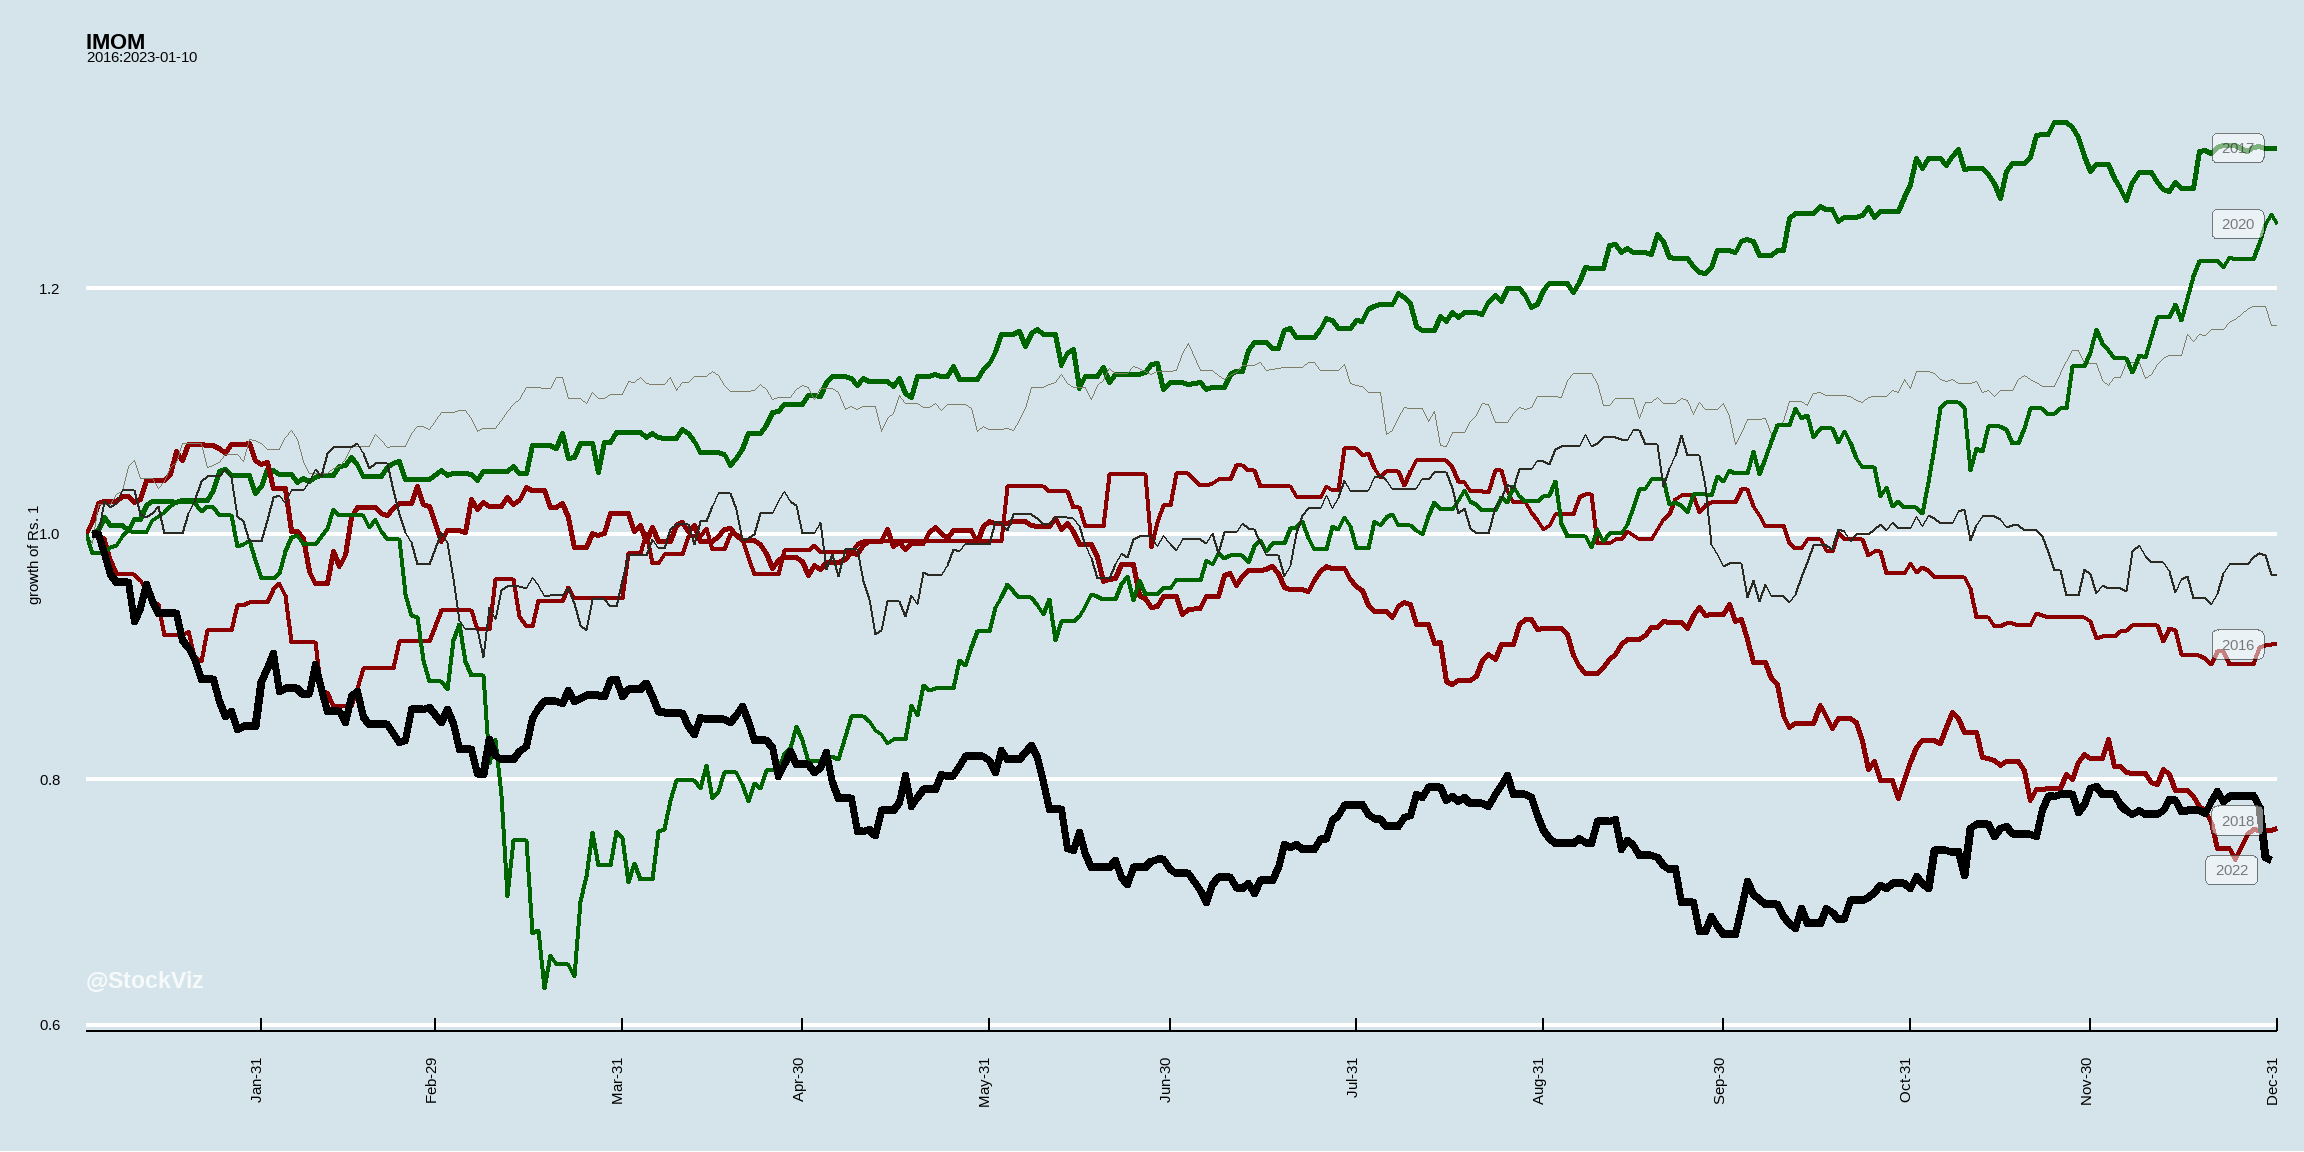 IMOM
2016:2023-01-10
2017
2020
1.2
growth of Rs. 1
1.0
2016
0.8
2018
2022
@StockViz
0.6
Jan-31
Feb-29
Mar-31
Apr-30
May-31
Jun-30
Jul-31
Aug-31
Sep-30
Oct-31
Nov-30
Dec-31